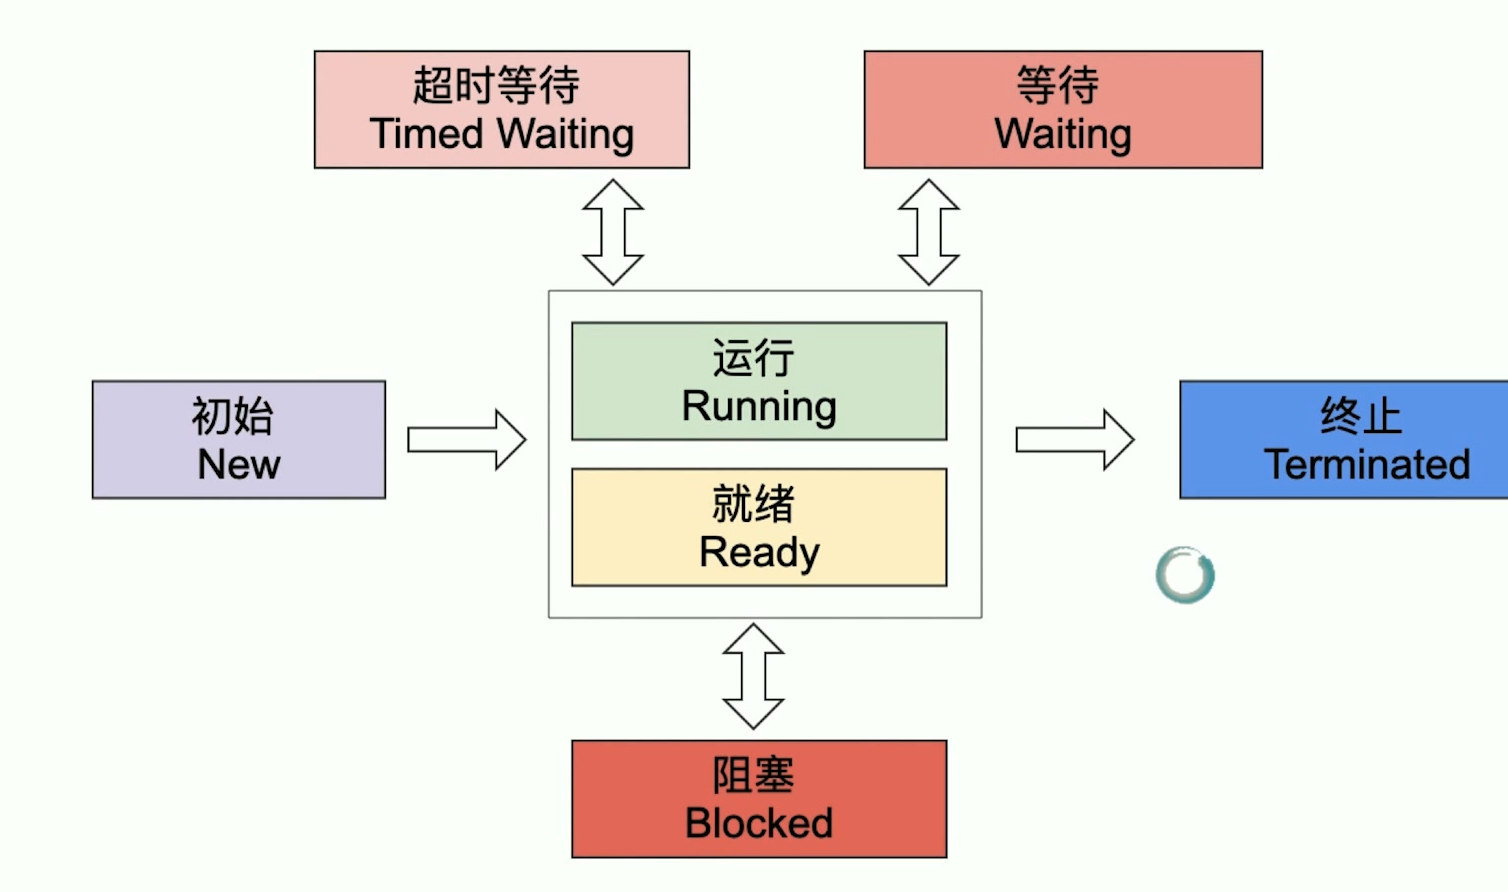 超时等待
Timed Waiting
等待
Waiting
运行
Running
初始
New
终止
Terminated
就绪
Ready
阻塞
Blocked